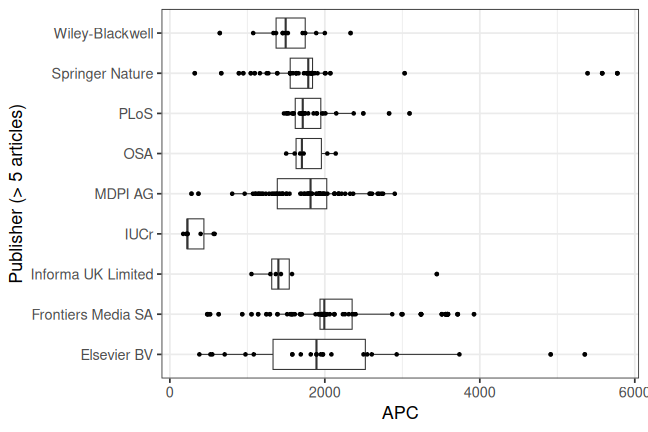 Publisher (> 5 articles)
Wiley-Blackwell
Springer Nature
PLoS
OSA
MDPI AG
IUCr
Informa UK Limited
Frontiers Media SA
Elsevier BV
0 2000 4000 6000
APC